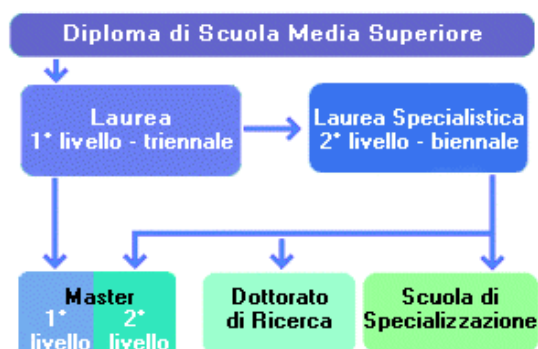 Diploma di Scuola Media Superiore
Laurea
1° livello - triennale
Laurea Specialistica
2° livello - biennale
Master
1° livello
2° livello
Dottorato
di Ricerca
Scuola di
Specializzazione